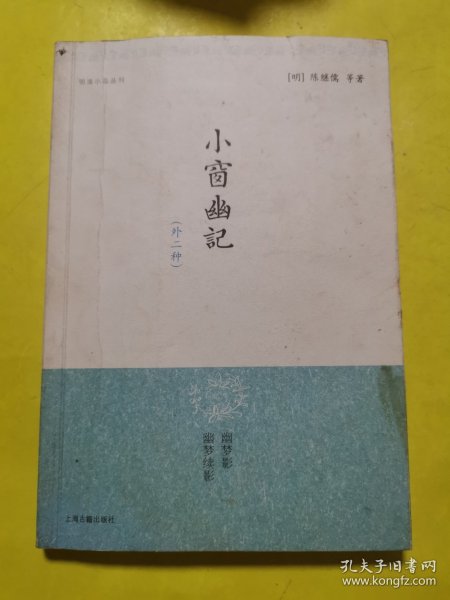 明清小品丛刊
[明] 陈继儒 等著
小窗幽記
(外二种)
幽梦影
幽梦续影
上海古籍出版社
孔夫子旧书网
www.kongfz.com